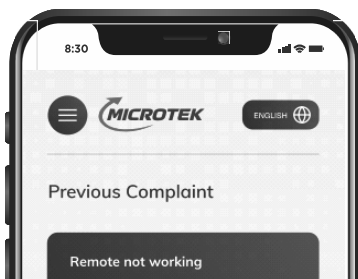 8:30
MICROTEK
ENGLISH
Previous Complaint
Remote not working